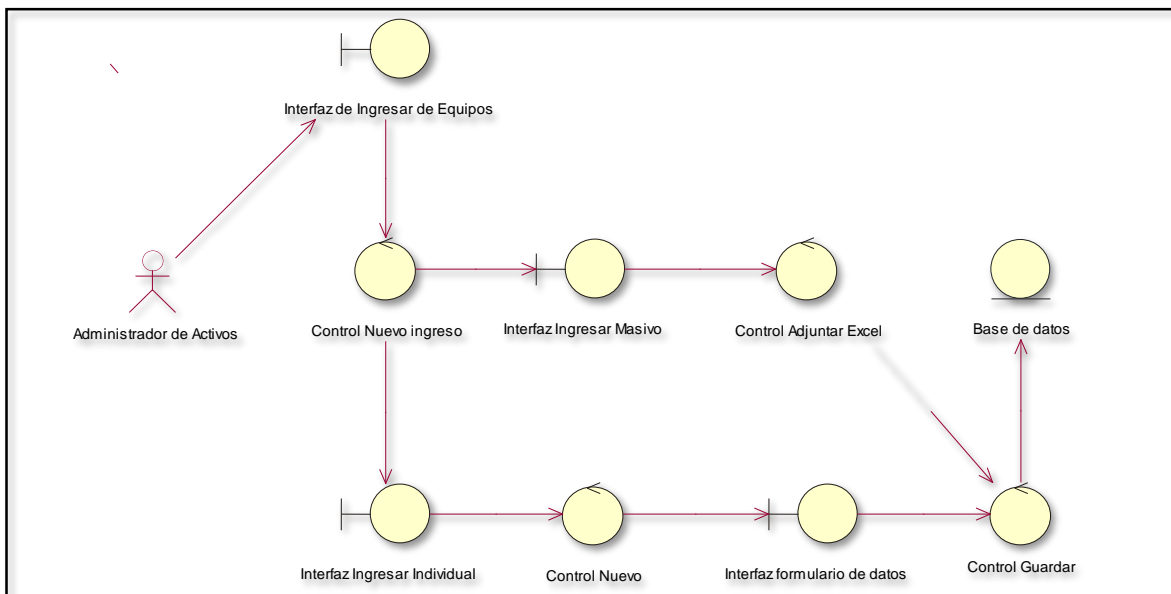 Interfaz de Ingresar de Equipos
Administrador de Activos
Control Nuevo ingreso
Interfaz Ingresar Masivo
Control Adjuntar Excel
Base de datos
Interfaz Ingresar Individual
Control Nuevo
Interfaz formulario de datos
Control Guardar